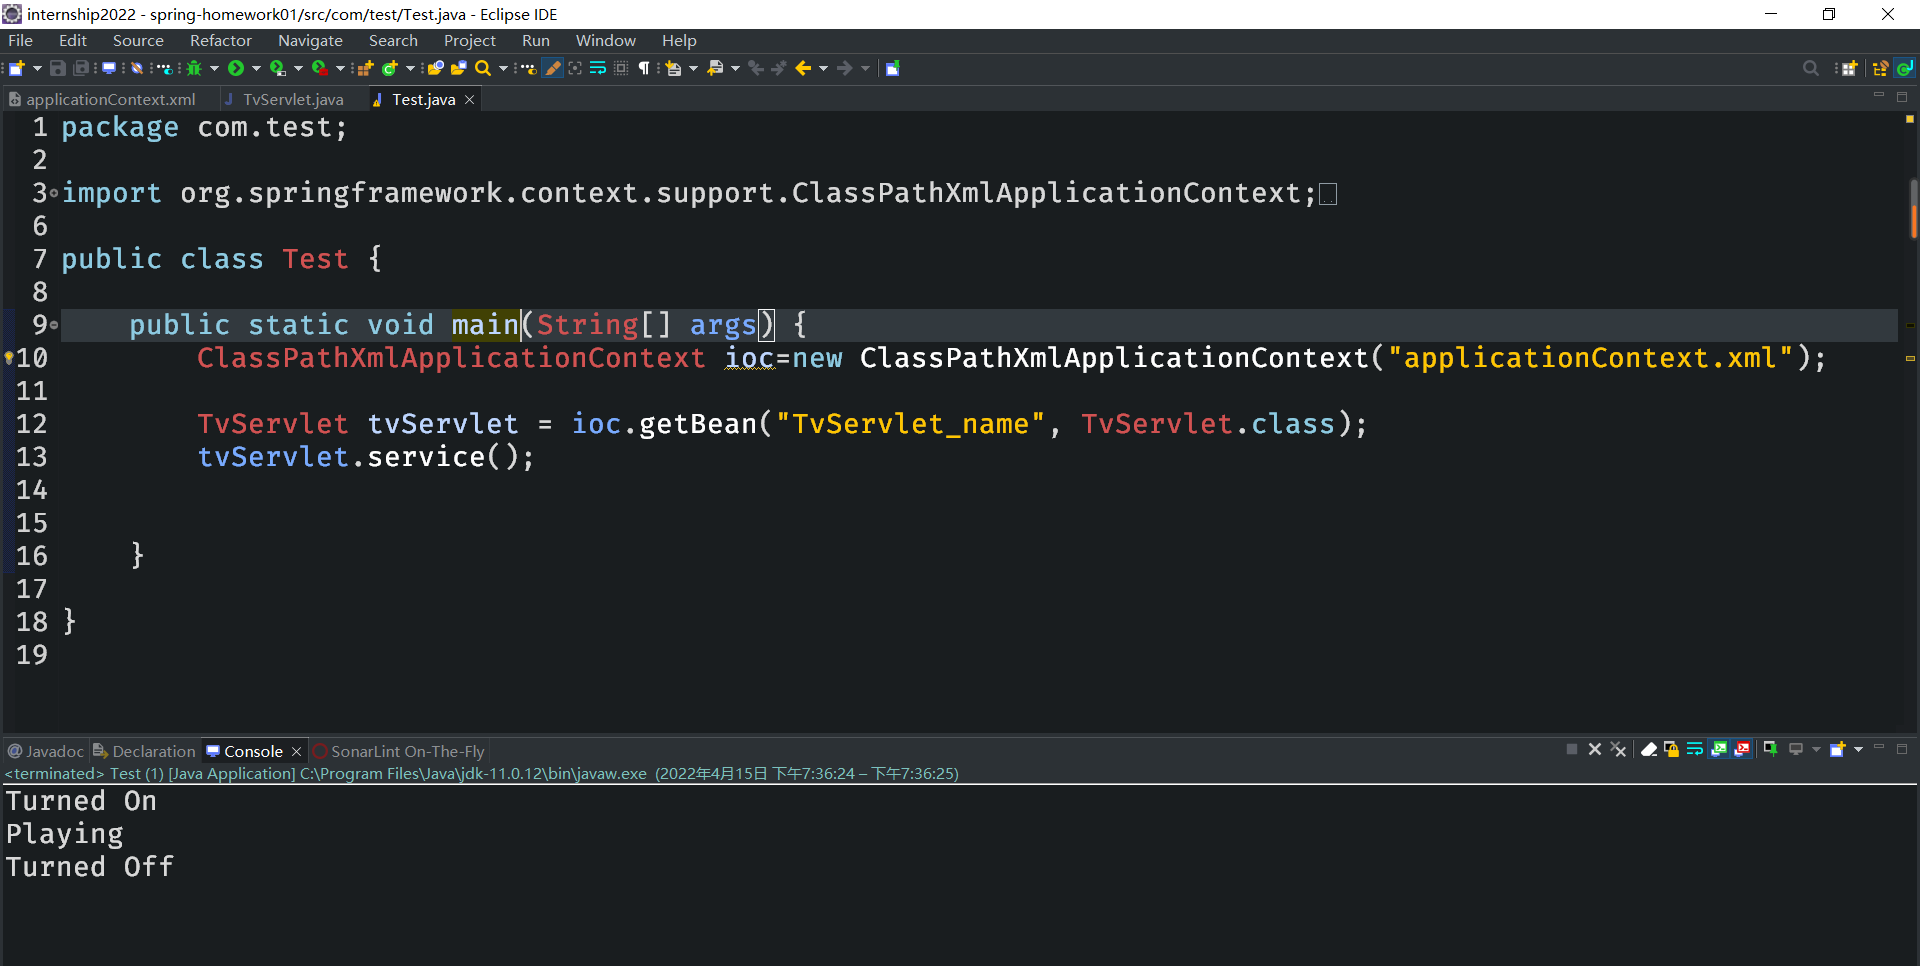 internship2022 - spring-homework01/src/com/test/Test.java - Eclipse IDE
File Edit Source Refactor Navigate Search Project Run Window Help
applicationContext.xml TvServlet.java Test.java
1 package com.test;
2
3 import org.springframework.context.support.ClassPathXmlApplicationContext;
6
7 public class Test {
8
9 public static void main(String[] args) {
10 ClassPathXmlApplicationContext ioc=new ClassPathXmlApplicationContext("applicationContext.xml");
11
12 TvServlet tvServlet = ioc.getBean("TvServlet_name", TvServlet.class);
13 tvServlet.service();
14
15
16 }
17
18 }
19
@ Javadoc Declaration Console SonarLint On-The-Fly
<terminated> Test (1) [Java Application] C:\Program Files\Java\jdk-11.0.12\bin\javaw.exe (2022年4月15日 下午7:36:24 – 下午7:36:25)
Turned On
Playing
Turned Off